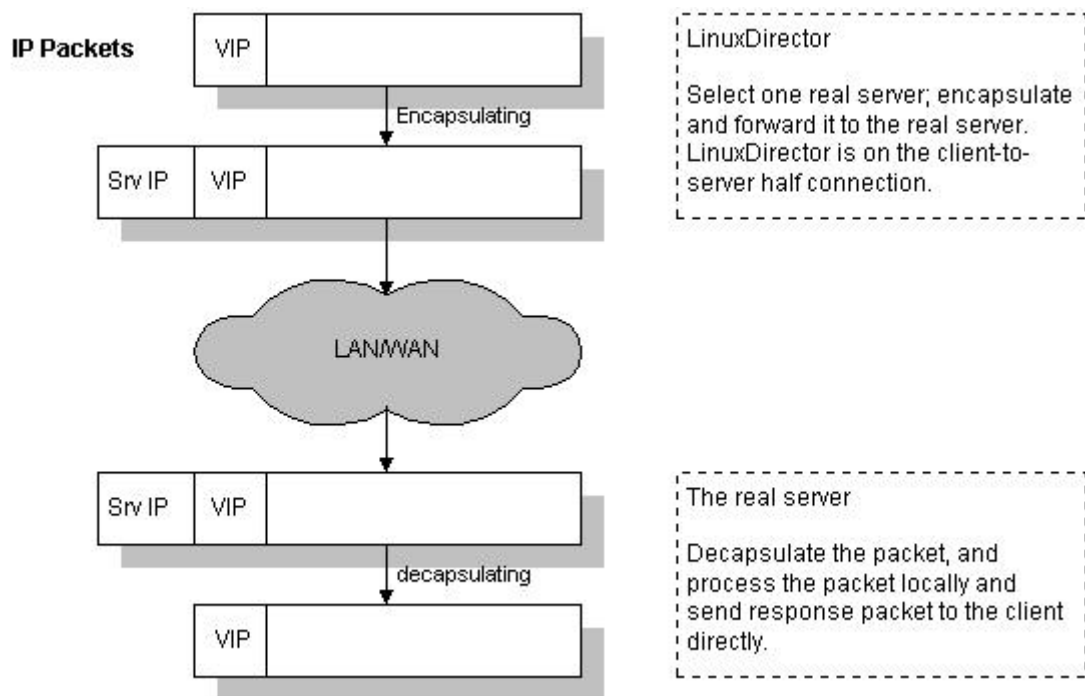 IP Packets
VIP
LinuxDirector
Select one real server; encapsulate
and forward it to the real server.
LinuxDirector is on the client-to-
server half connection.
Encapsulating
Srv IP
VIP
LAN/WAN
Srv IP
VIP
The real server
Decapsulate the packet, and
process the packet locally and
send response packet to the client
directly.
decapsulating
VIP